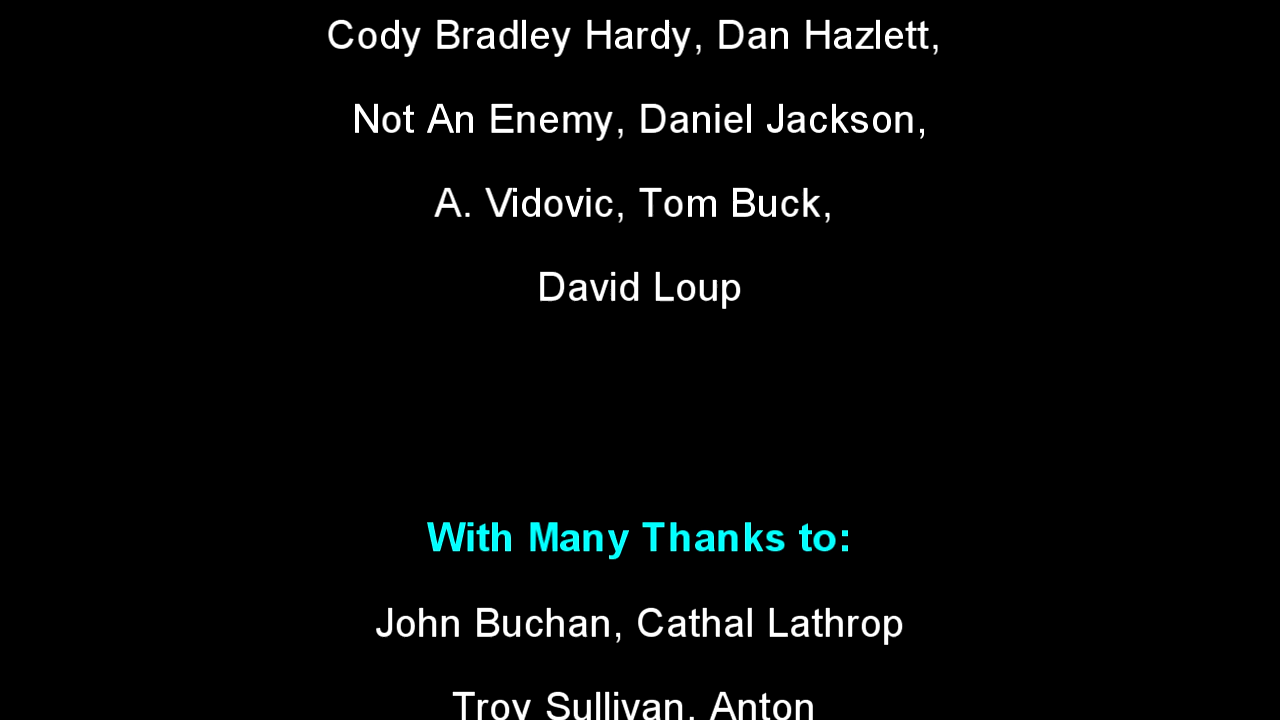 Cody Bradley Hardy, Dan Hazlett,
Not An Enemy, Daniel Jackson,
A. Vidovic, Tom Buck,
David Loup
With Many Thanks to:
John Buchan, Cathal Lathrop
Troy Sullivan, Anton